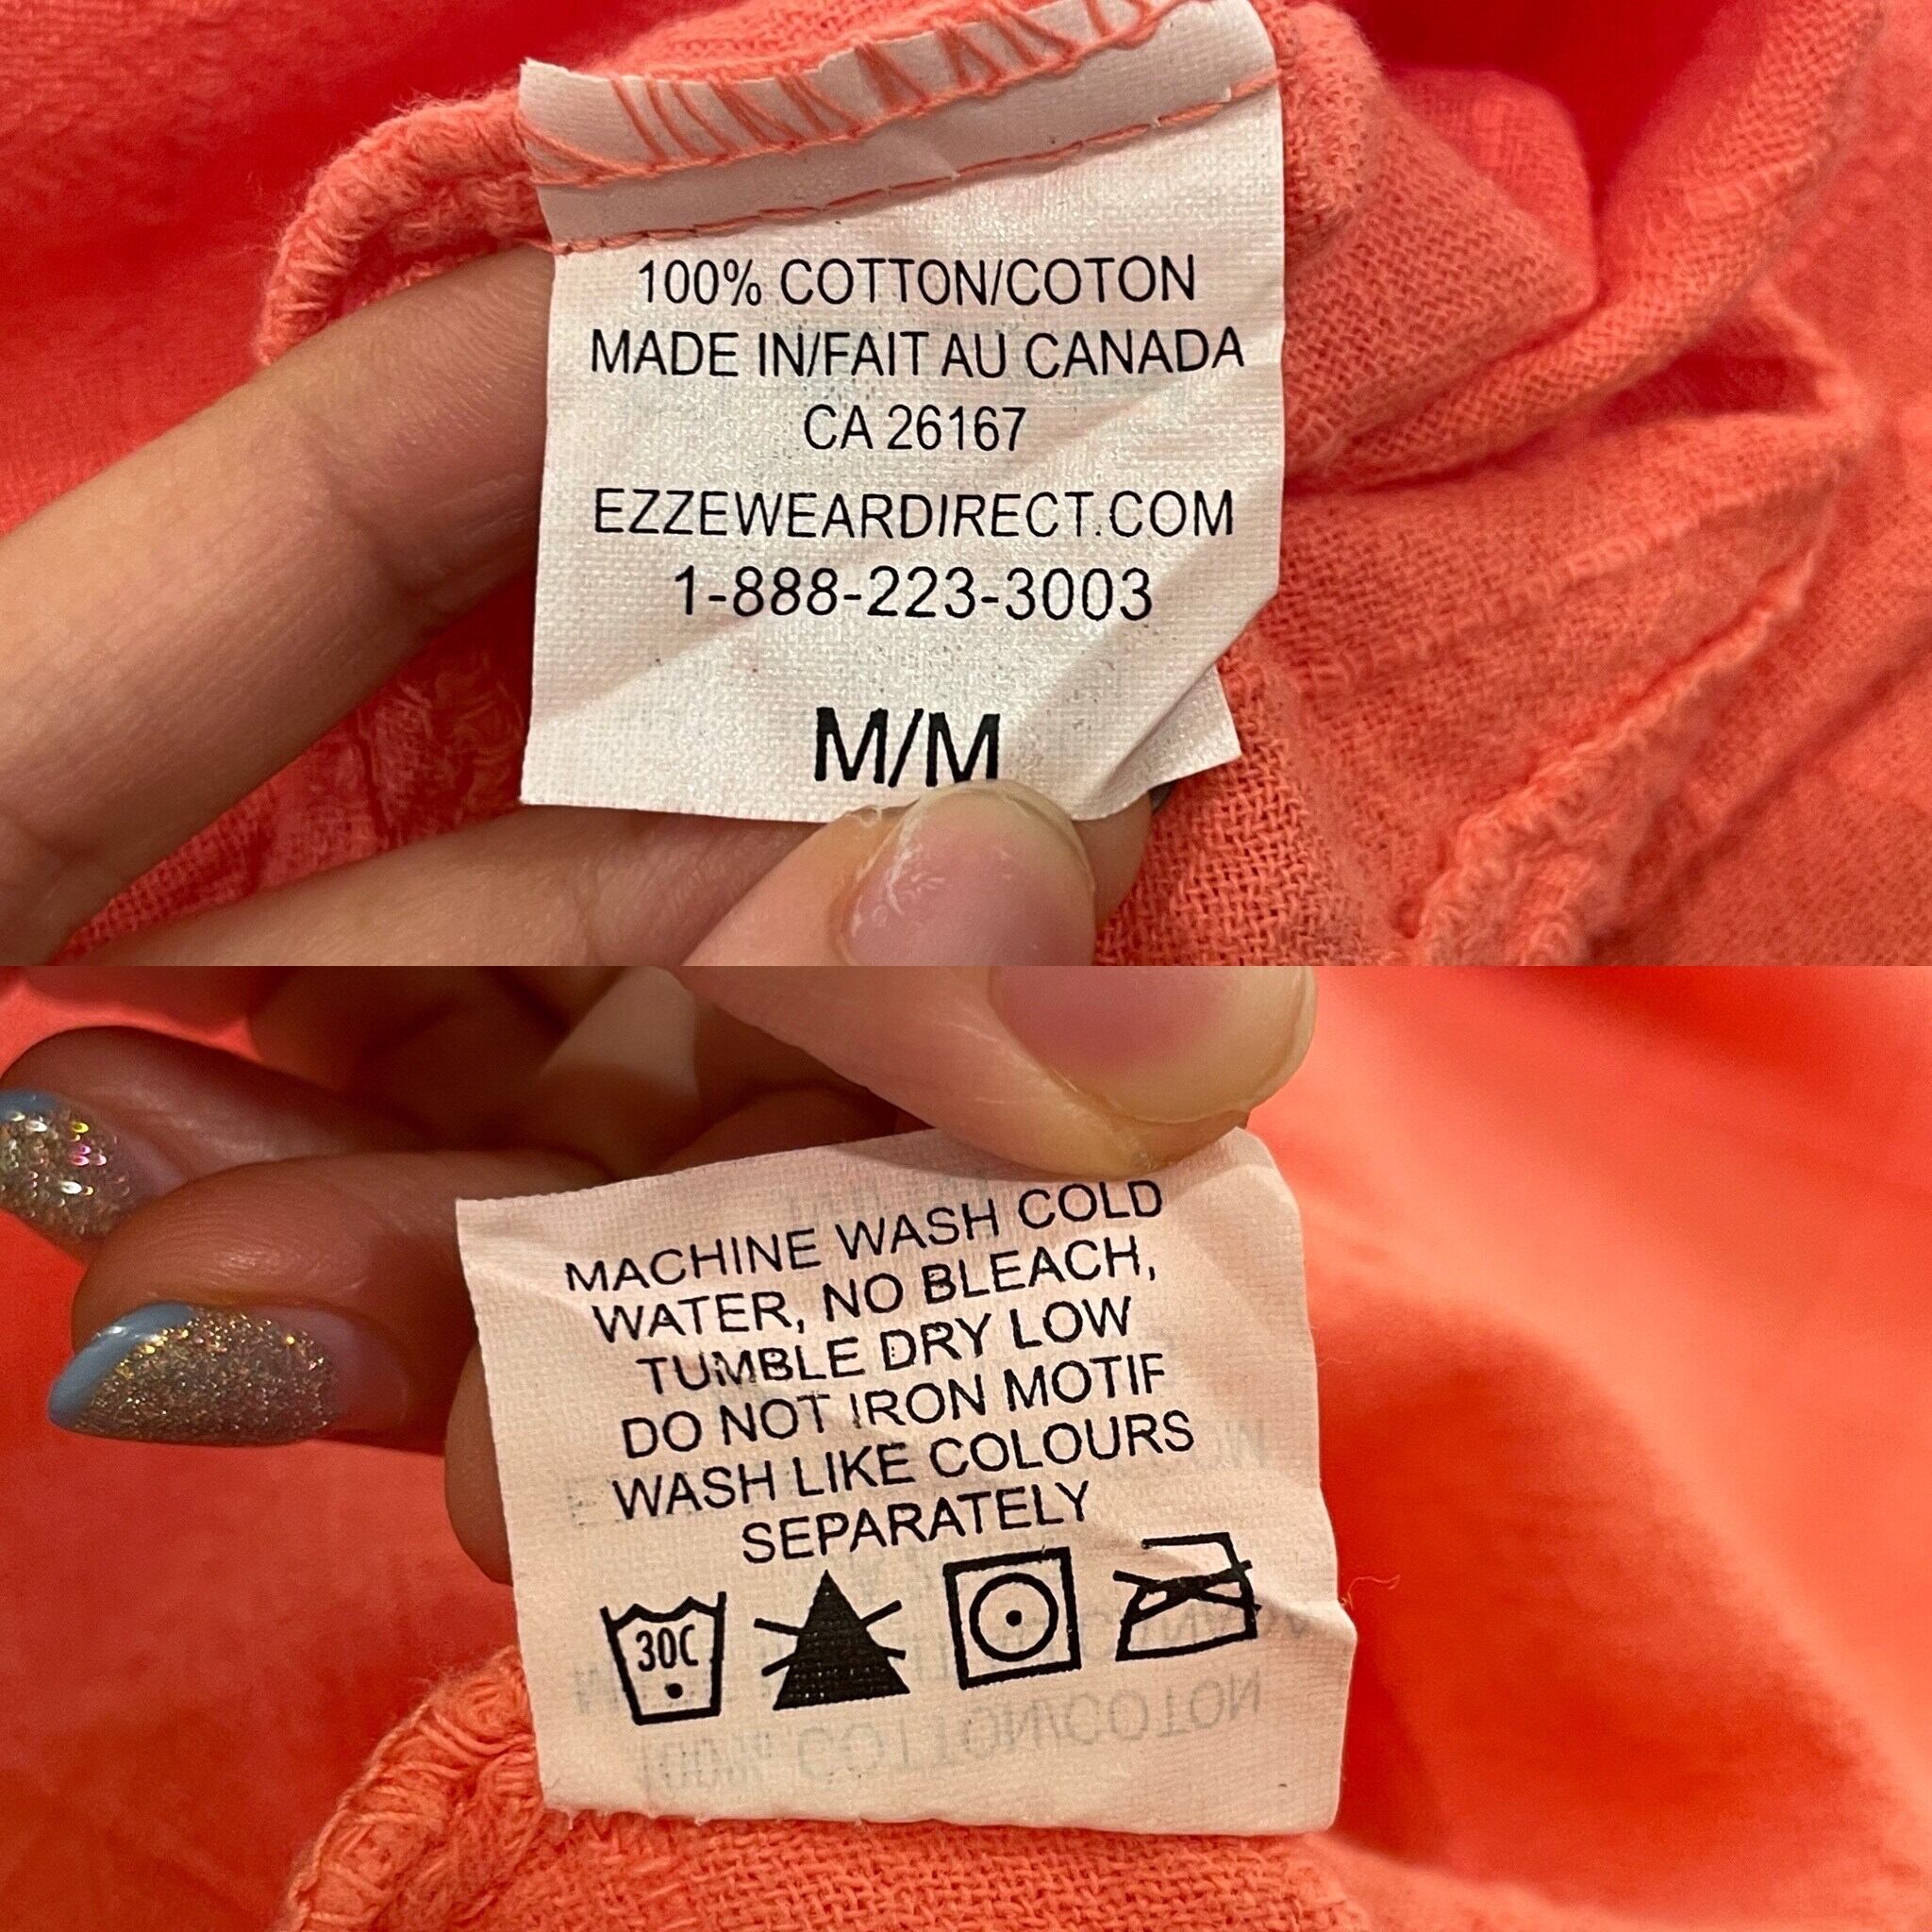 100% COTTON/COTON
MADE IN/FAIT AU CANADA
CA 26167
EZZEWEARDIRECT.COM
1-888-223-3003
M/M
MACHINE WASH COLD
WATER, NO BLEACH,
TUMBLE DRY LOW
DO NOT IRON MOTIF
WASH LIKE COLOURS
SEPARATELY
30C